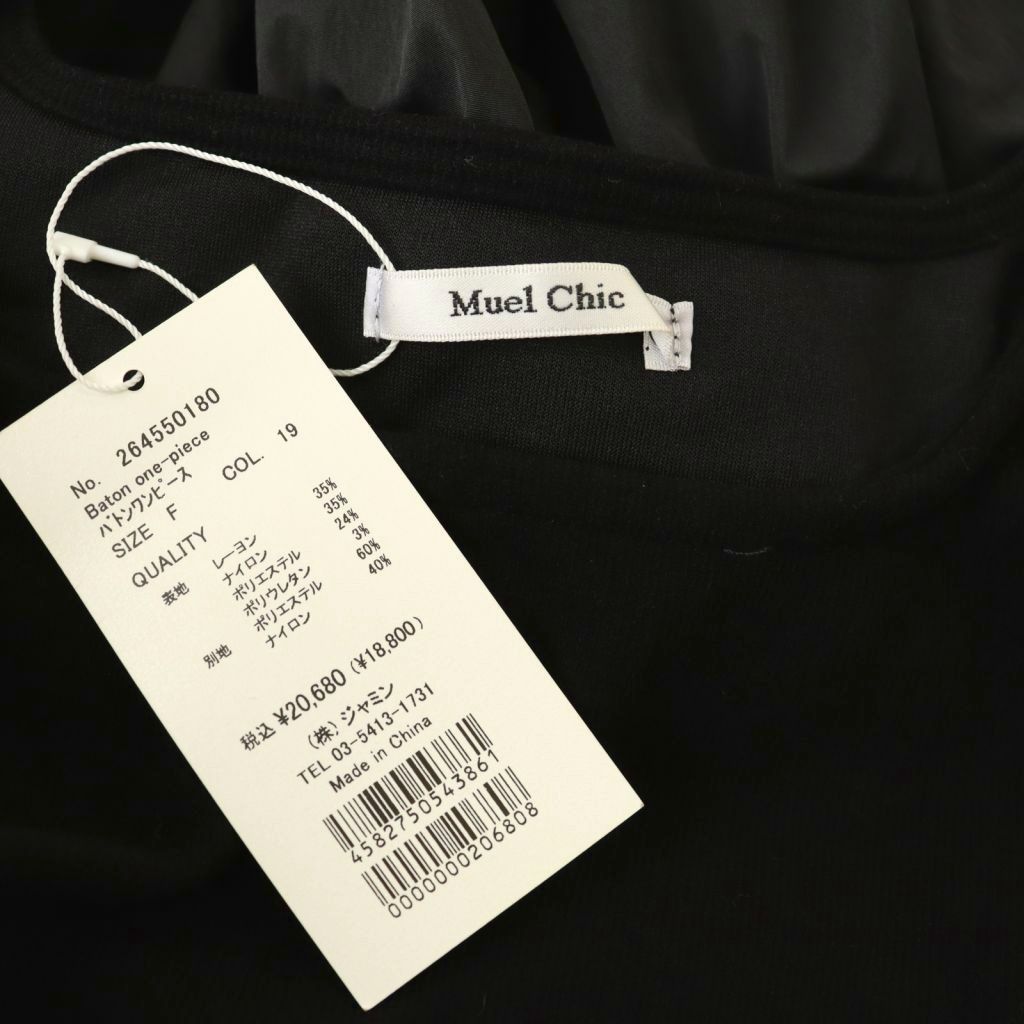 Muel Chic
No. 264550180
Baton one-piece
バトンワンピース
SIZE F COL. 19
QUALITY
表地 レーヨン 35%
ナイロン 35%
ポリエステル 24%
ポリウレタン 3%
別地 ポリエステル 60%
ナイロン 40%
税込 ¥20,680 (¥18,800)
(株)ジャミン
TEL 03-5413-1731
Made in China
4582750543861
0000000206808